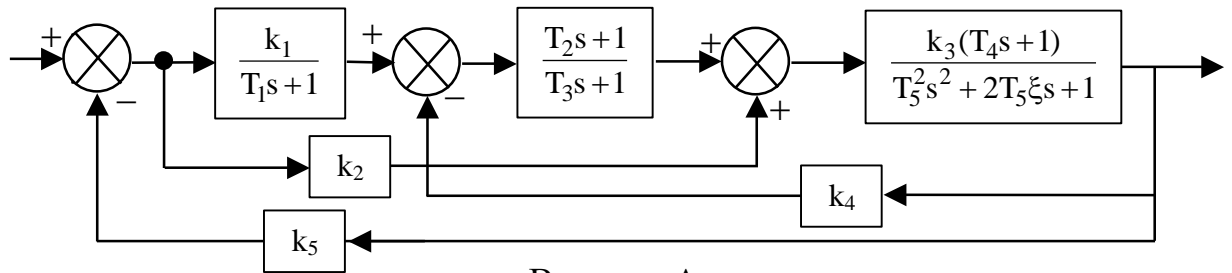 + − k₁ / (T₁s + 1) + − (T₂s + 1) / (T₃s + 1) + + k₃(T₄s + 1) / (T₅²s² + 2T₅ξs + 1)
k₂
k₄
k₅